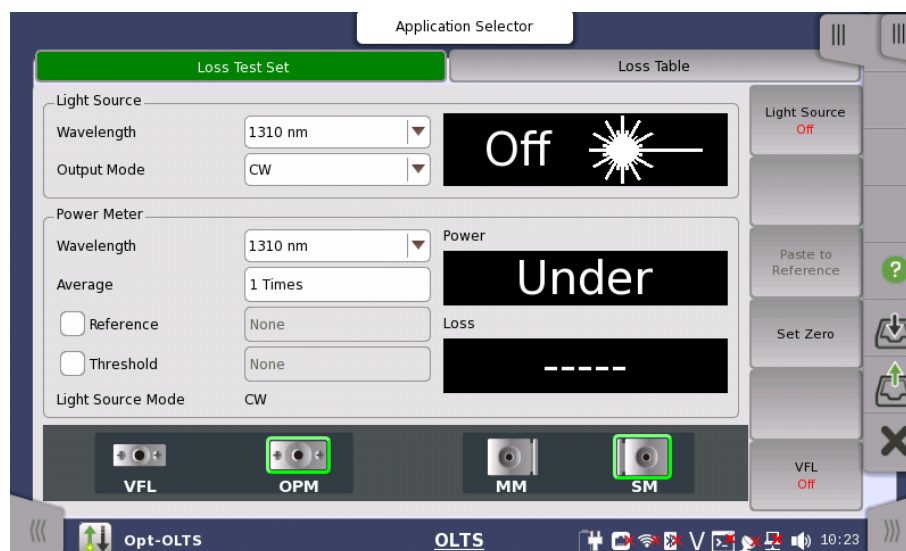 Application Selector
Loss Test Set
Loss Table
Light Source
Wavelength
1310 nm
Output Mode
CW
Off
Light Source
Off
Power Meter
Wavelength
1310 nm
Average
1 Times
Reference
None
Threshold
None
Light Source Mode
CW
Power
Under
Loss
-----
Paste to
Reference
Set Zero
VFL
Off
VFL
OPM
MM
SM
Opt-OLTS
OLTS
V
10:23